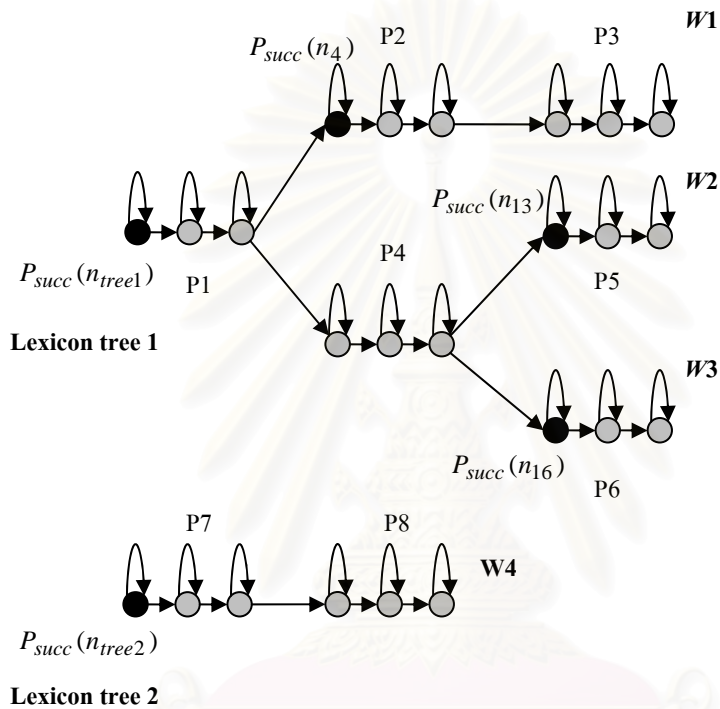 W1
P_succ(n_4)
P2
P3
W2
P_succ(n_13)
P_succ(n_tree1)
P1
P4
P5
Lexicon tree 1
W3
P_succ(n_16)
P6
P7
P8
W4
P_succ(n_tree2)
Lexicon tree 2